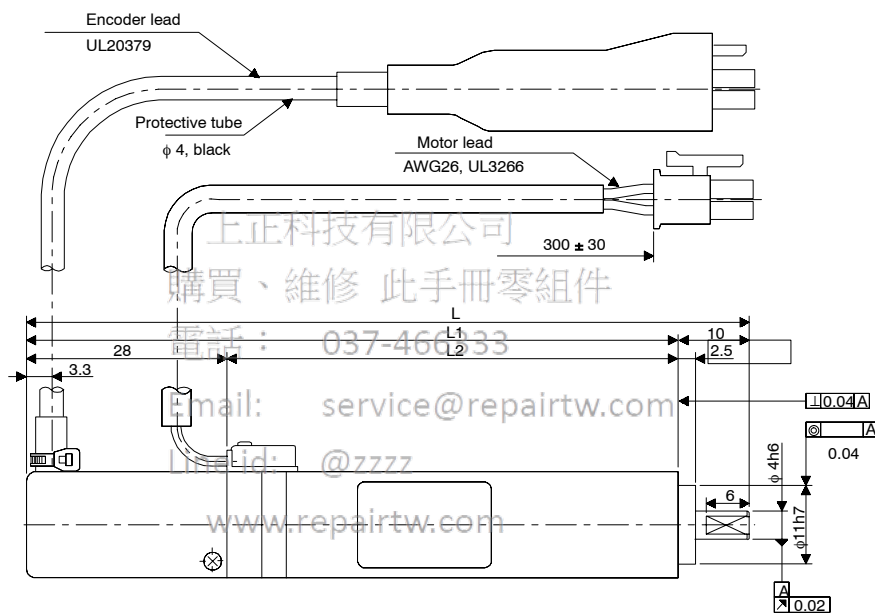 Encoder lead
UL20379
Protective tube
ϕ 4, black
Motor lead
AWG26, UL3266
上正科技有限公司
300 ± 30
購買、維修 此手冊零組件
L
L1
10
電話： 037-466333
28
L2
2.5
3.3
Email: service@repairtw.com
⊥0.04 A
◎ A
0.04
Line id: @zzzz
ϕ 4h6
6
ϕ11h7
www.repairtw.com
A
↗ 0.02